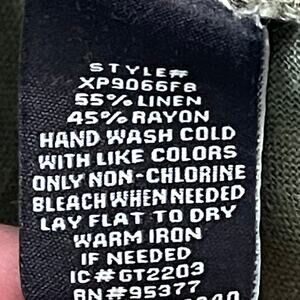 STYLE#
XP9066F8
55% LINEN
45% RAYON
HAND WASH COLD
WITH LIKE COLORS
ONLY NON-CHLORINE
BLEACH WHEN NEEDED
LAY FLAT TO DRY
WARM IRON
IF NEEDED
IC#GT2203
RN#95377